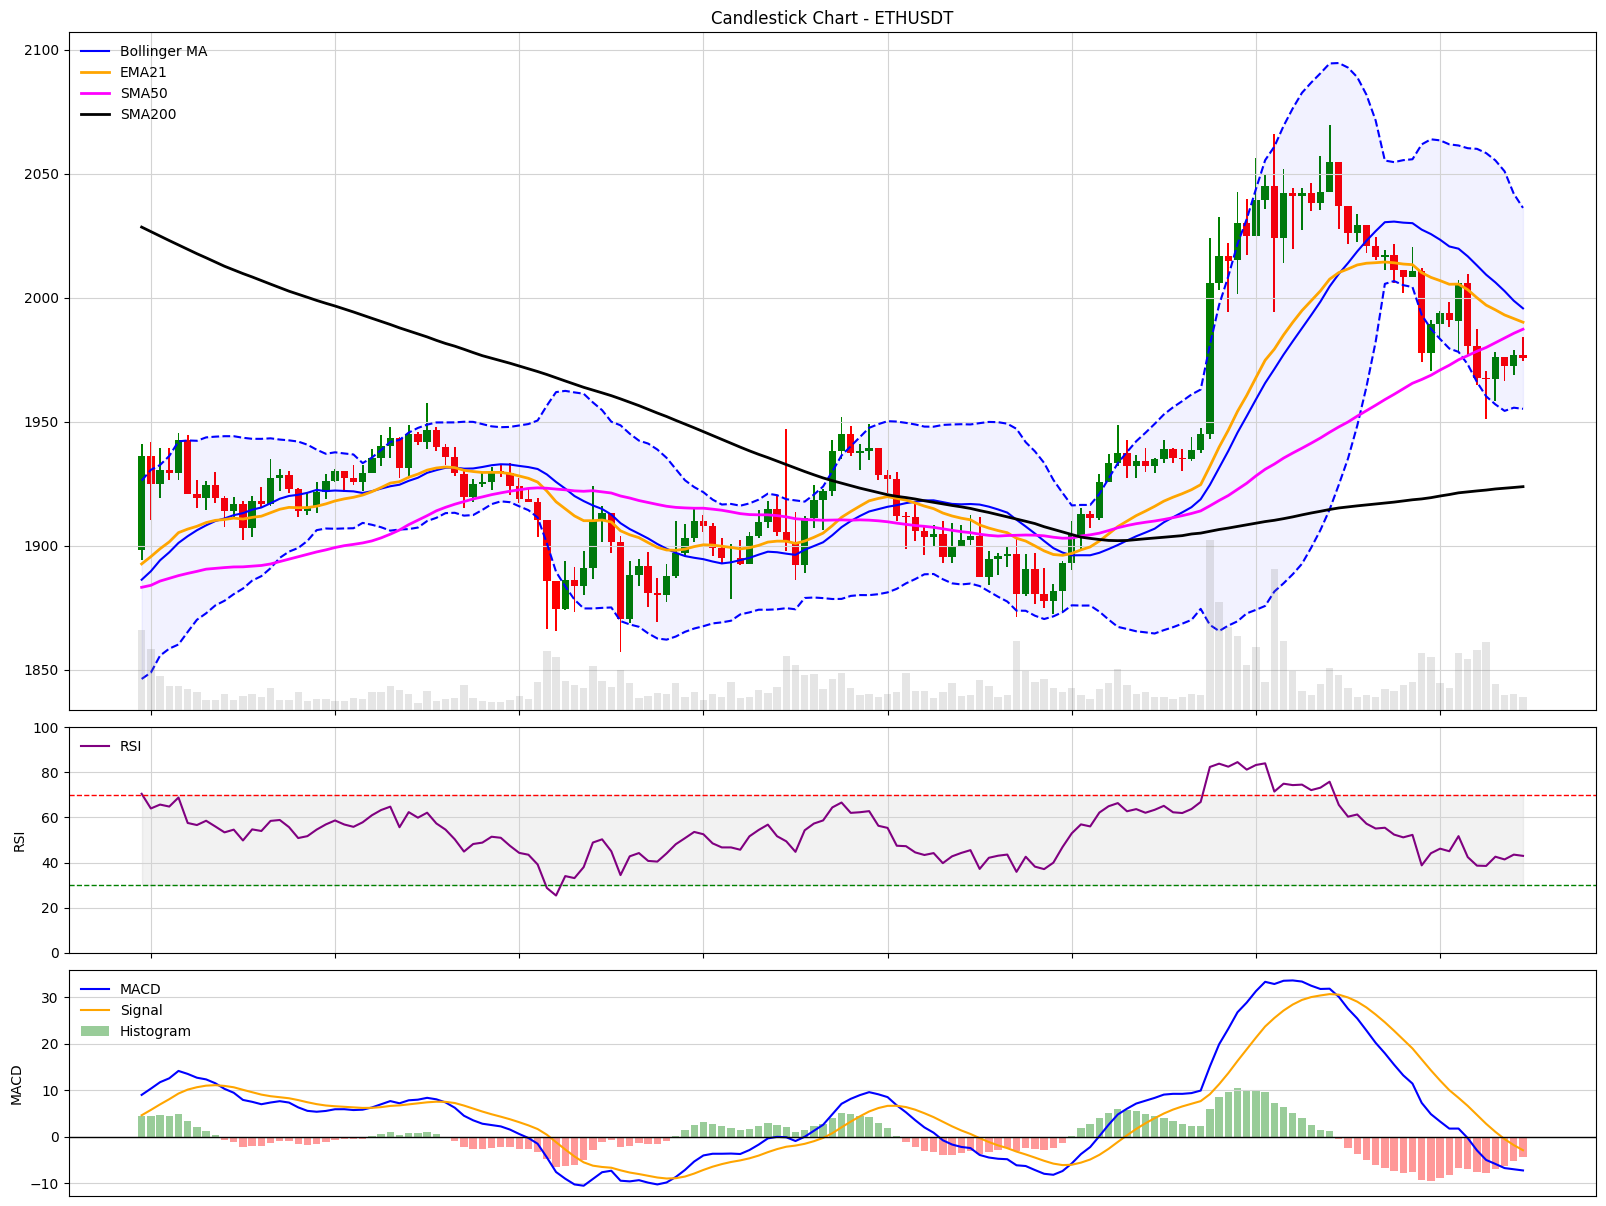 Candlestick Chart - ETHUSDT
2100
2050
2000
1950
1900
1850
Bollinger MA
EMA21
SMA50
SMA200
100
80
60
40
20
0
RSI
RSI
30
20
10
0
−10
MACD
MACD
Signal
Histogram